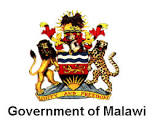 UNITY AND FREEDOM
Government of Malawi